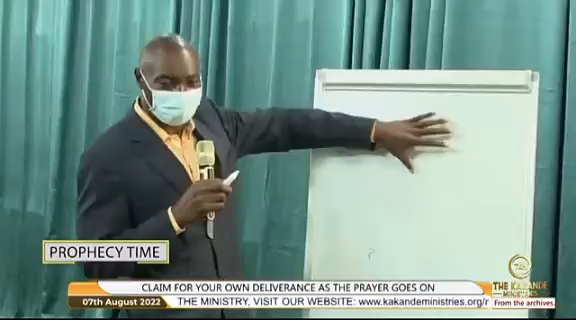 PROPHECY TIME
CLAIM FOR YOUR OWN DELIVERANCE AS THE PRAYER GOES ON
07th August 2022 THE MINISTRY, VISIT OUR WEBSITE: www.kakandeministries.org/r
THE KAKANDE
MINISTRIES
From the archives.